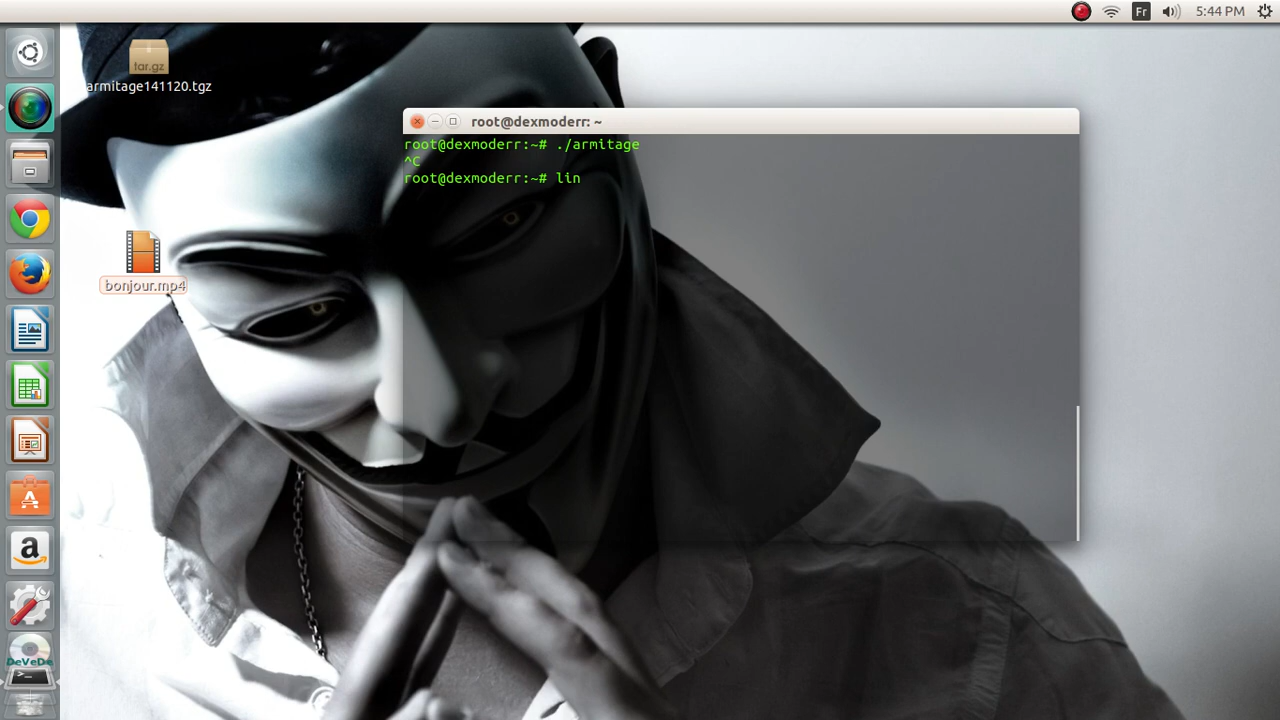 Fr
5:44 PM
tar.gz
armitage141120.tgz
root@dexmoderr: ~
root@dexmoderr:~# ./armitage
^C
root@dexmoderr:~# lin
bonjour.mp4
a
DeVeDe
>_